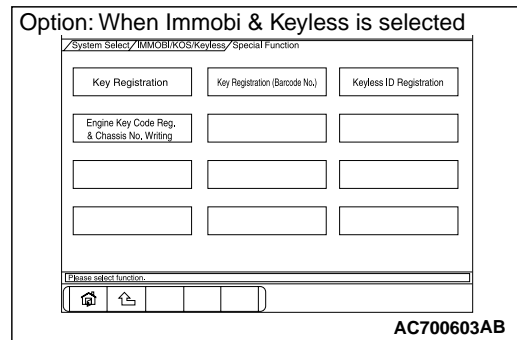 Option: When Immobi & Keyless is selected
System Select/IMMOBI/KOS/Keyless/Special Function
Key Registration
Key Registration (Barcode No.)
Keyless ID Registration
Engine Key Code Reg.
& Chassis No. Writing
Please select function.
AC700603AB